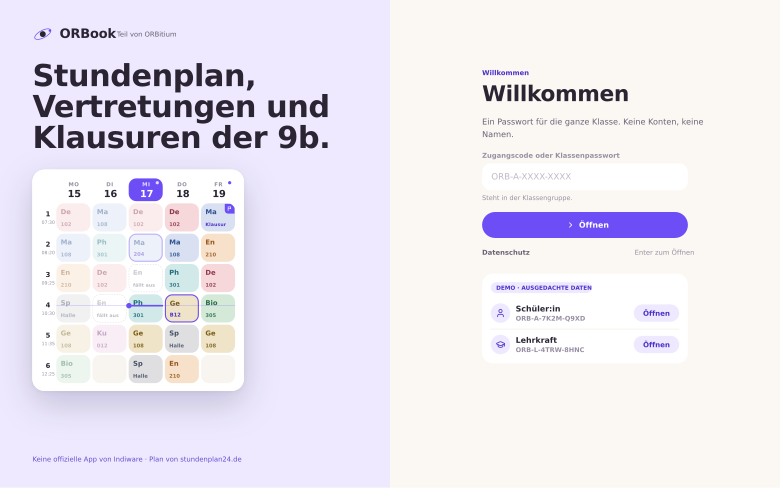 ORBook Teil von ORBitium
Stundenplan,
Vertretungen und
Klausuren der 9b.
MO DI MI DO FR
15 16 17 18 19
1 De Ma De De Ma P
07:30 102 108 102 102 Klausur
2 Ma Ph Ma Ma En
08:20 108 301 204 108 210
3 En De En Ph De
09:25 210 102 fällt aus 301 102
4 Sp En Ph Ge Bio
Halle fällt aus 301 B12 305
5 Ge Ku Ge Sp Ge
11:35 108 012 108 Halle 108
6 Bio Sp En
12:25 305 Halle 210
Keine offizielle App von Indiware · Plan von stundenplan24.de
Willkommen
Willkommen
Ein Passwort für die ganze Klasse. Keine Konten, keine
Namen.
Zugangscode oder Klassenpasswort
ORB-A-XXXX-XXXX
Steht in der Klassengruppe.
Öffnen
Datenschutz Enter zum Öffnen
DEMO · AUSGEDACHTE DATEN
Schüler:in
ORB-A-7K2M-Q9XD
Öffnen
Lehrkraft
ORB-L-4TRW-8HNC
Öffnen